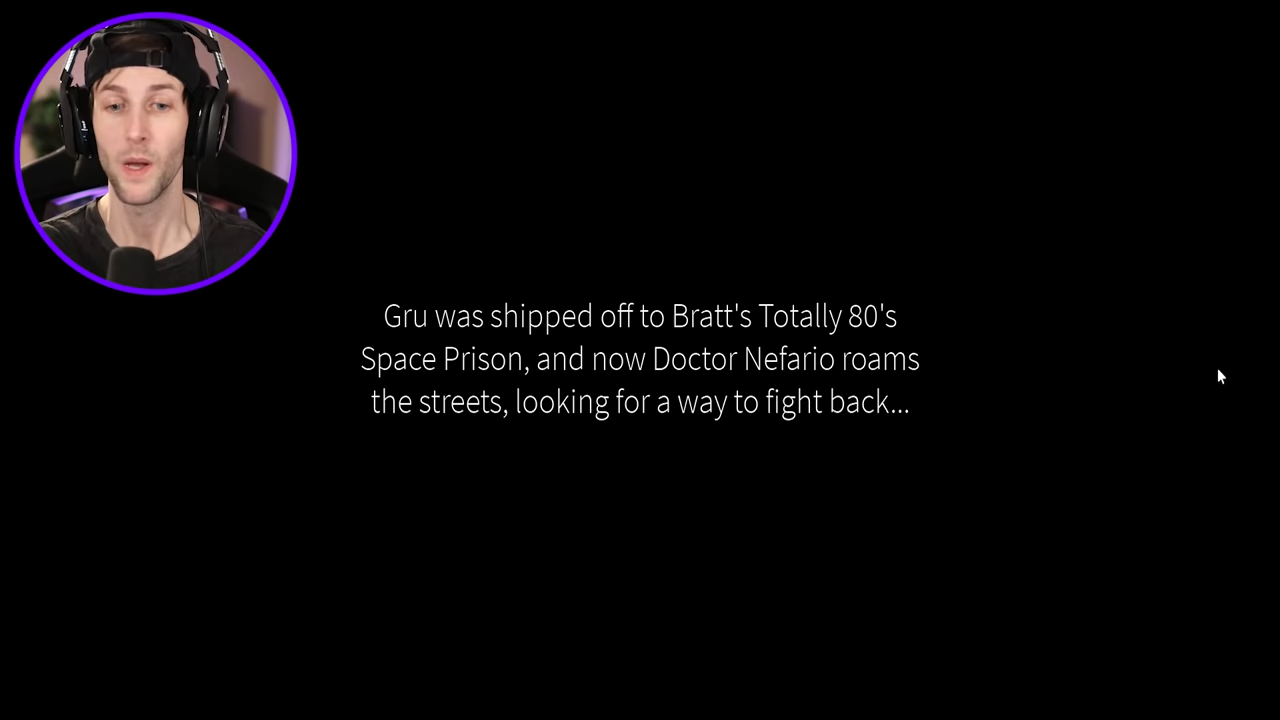 Gru was shipped off to Bratt's Totally 80's
Space Prison, and now Doctor Nefario roams
the streets, looking for a way to fight back...